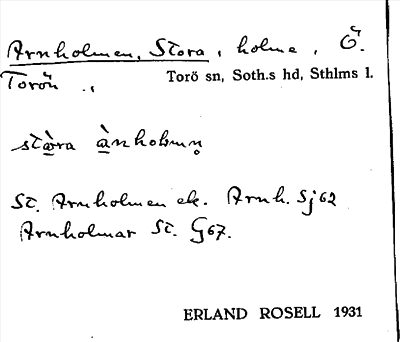 Arnholmen, Stora, holme, Ö.
Torön., Torö sn, Soth.s hd, Sthlms l.
stòra ànholmn̥
St. Arnholmen ek. Arnh. Sj62
Arnholmar St. G67.
ERLAND ROSELL 1931